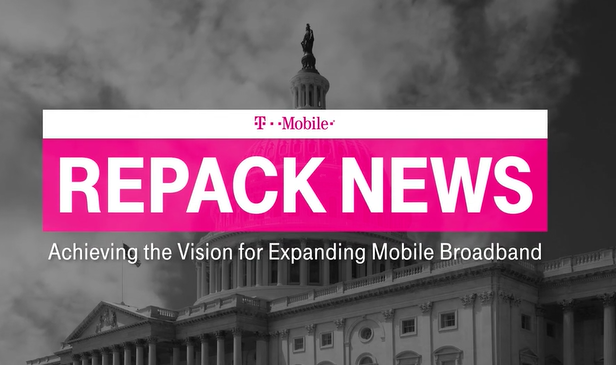 T··Mobile·
REPACK NEWS
Achieving the Vision for Expanding Mobile Broadband